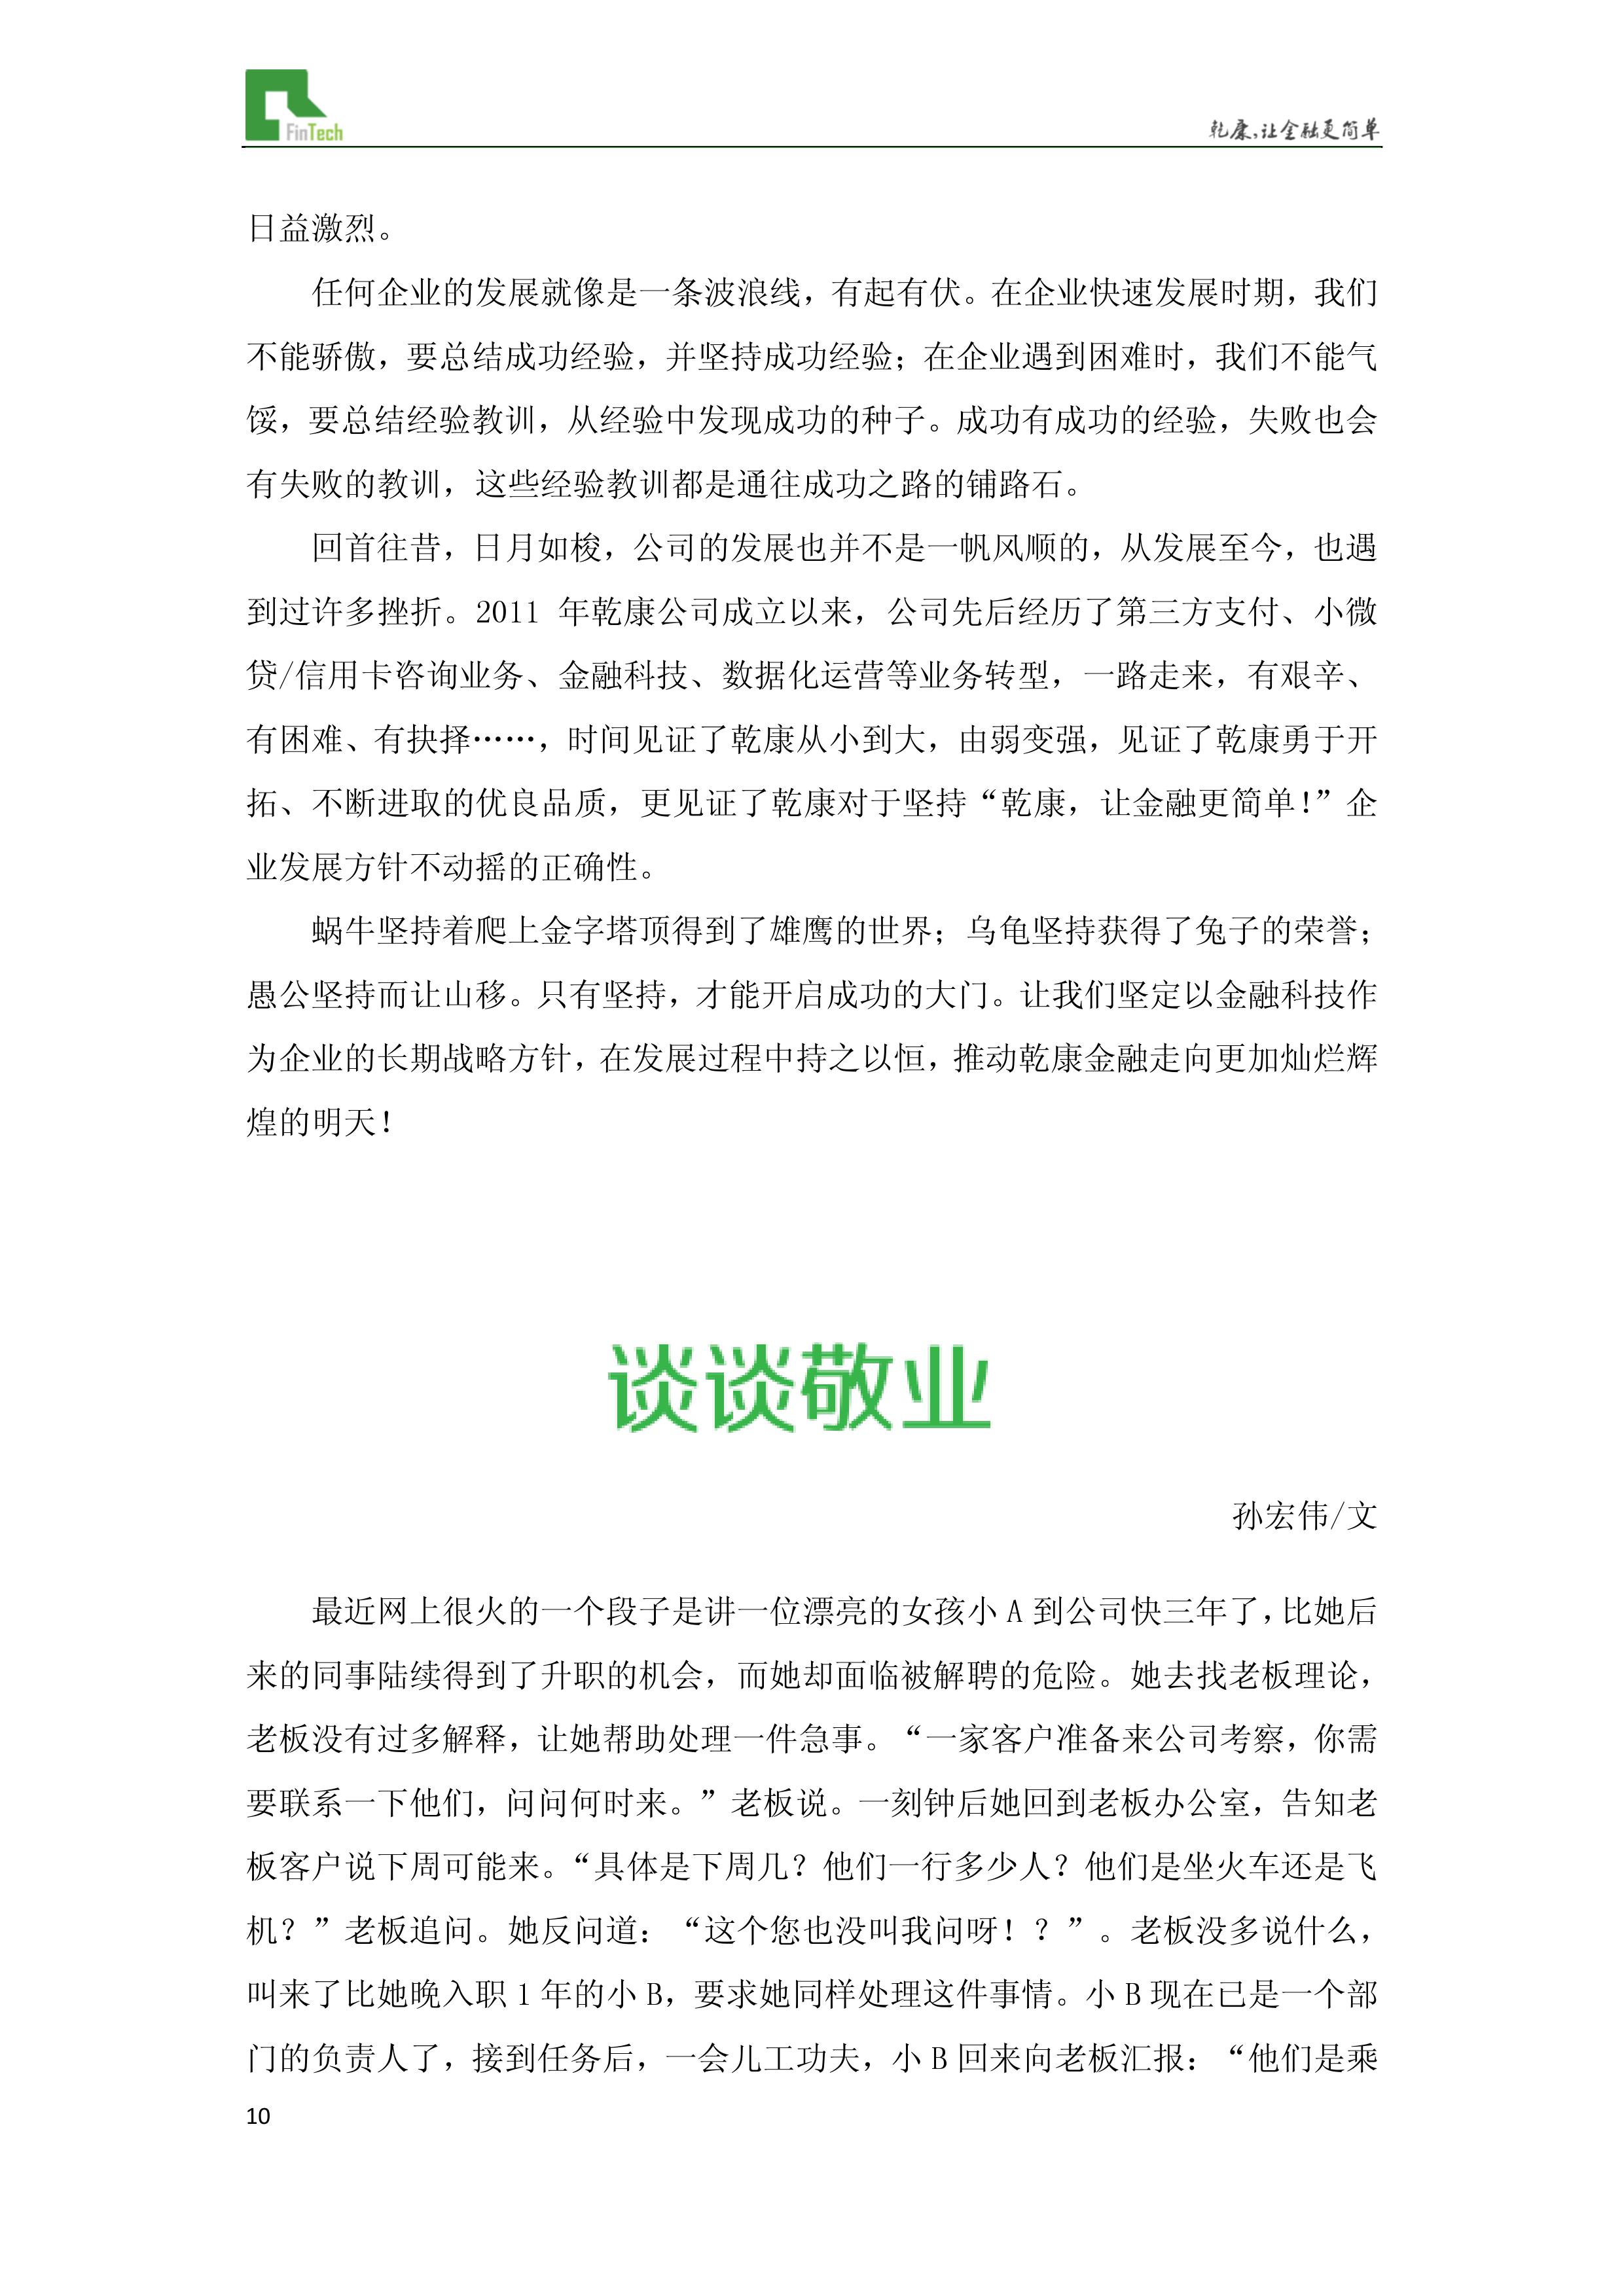 FinTech
乾康,让金融更简单
日益激烈。
任何企业的发展就像是一条波浪线，有起有伏。在企业快速发展时期，我们
不能骄傲，要总结成功经验，并坚持成功经验；在企业遇到困难时，我们不能气
馁，要总结经验教训，从经验中发现成功的种子。成功有成功的经验，失败也会
有失败的教训，这些经验教训都是通往成功之路的铺路石。
回首往昔，日月如梭，公司的发展也并不是一帆风顺的，从发展至今，也遇
到过许多挫折。2011 年乾康公司成立以来，公司先后经历了第三方支付、小微
贷/信用卡咨询业务、金融科技、数据化运营等业务转型，一路走来，有艰辛、
有困难、有抉择……，时间见证了乾康从小到大，由弱变强，见证了乾康勇于开
拓、不断进取的优良品质，更见证了乾康对于坚持“乾康，让金融更简单！”企
业发展方针不动摇的正确性。
蜗牛坚持着爬上金字塔顶得到了雄鹰的世界；乌龟坚持获得了兔子的荣誉；
愚公坚持而让山移。只有坚持，才能开启成功的大门。让我们坚定以金融科技作
为企业的长期战略方针，在发展过程中持之以恒，推动乾康金融走向更加灿烂辉
煌的明天！
谈谈敬业
孙宏伟/文
最近网上很火的一个段子是讲一位漂亮的女孩小 A 到公司快三年了，比她后
来的同事陆续得到了升职的机会，而她却面临被解聘的危险。她去找老板理论，
老板没有过多解释，让她帮助处理一件急事。“一家客户准备来公司考察，你需
要联系一下他们，问问何时来。”老板说。一刻钟后她回到老板办公室，告知老
板客户说下周可能来。“具体是下周几？他们一行多少人？他们是坐火车还是飞
机？”老板追问。她反问道：“这个您也没叫我问呀！？”。老板没多说什么，
叫来了比她晚入职 1 年的小 B，要求她同样处理这件事情。小 B 现在已是一个部
门的负责人了，接到任务后，一会儿工功夫，小 B 回来向老板汇报：“他们是乘
10